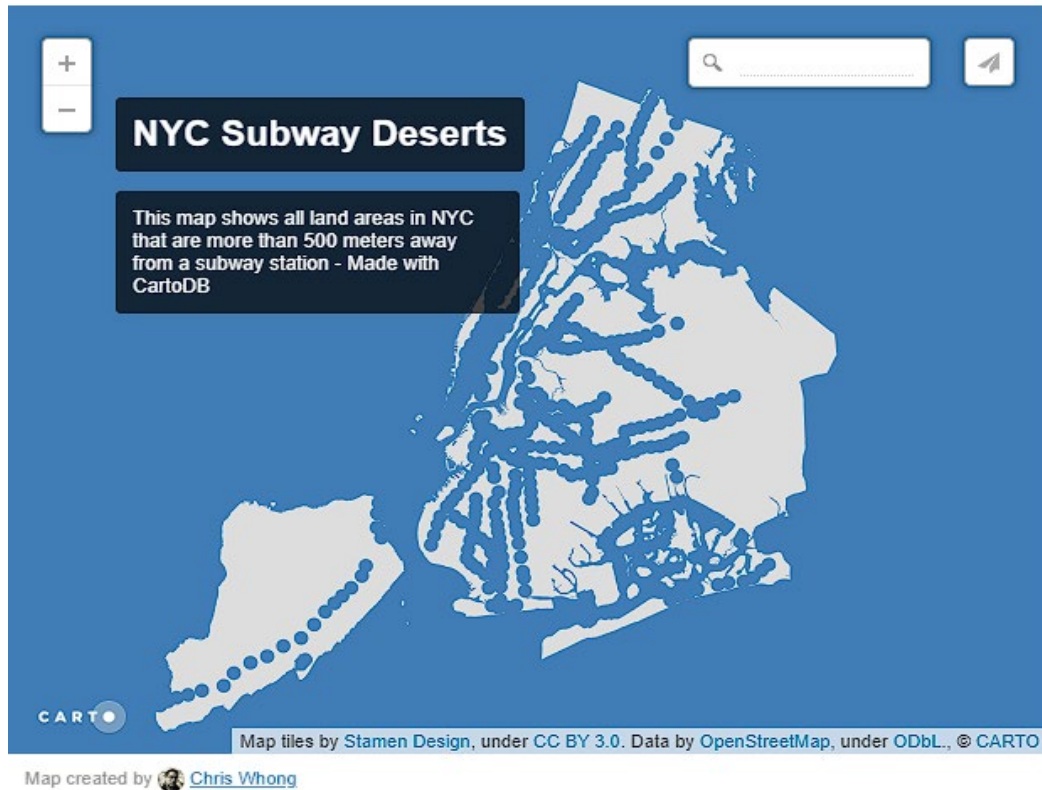 +
−
NYC Subway Deserts
This map shows all land areas in NYC
that are more than 500 meters away
from a subway station - Made with
CartoDB
CARTO
Map tiles by Stamen Design, under CC BY 3.0. Data by OpenStreetMap, under ODbL., © CARTO
Map created by Chris Whong